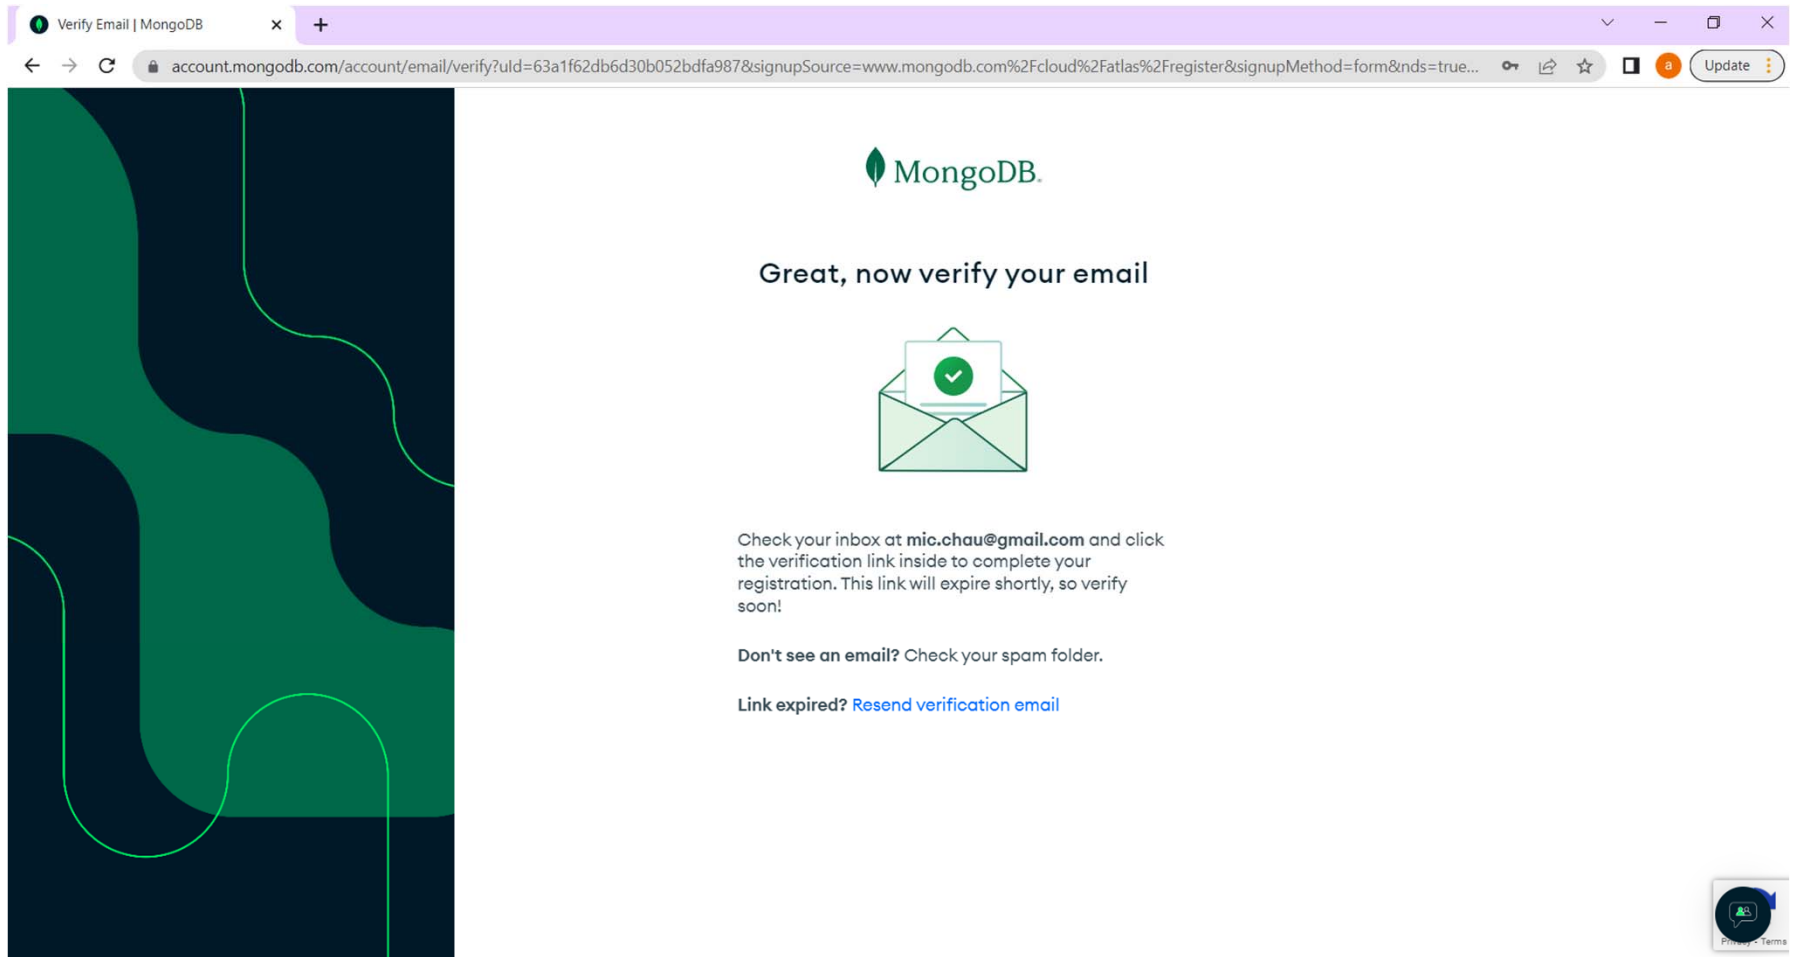 Verify Email | MongoDB
account.mongodb.com/account/email/verify?uId=63a1f62db6d30b052bdfa987&signupSource=www.mongodb.com%2Fcloud%2Fatlas%2Fregister&signupMethod=form&nds=true...
a
Update
MongoDB.
Great, now verify your email
Check your inbox at mic.chau@gmail.com and click
the verification link inside to complete your
registration. This link will expire shortly, so verify
soon!
Don't see an email? Check your spam folder.
Link expired? Resend verification email
Privacy - Terms